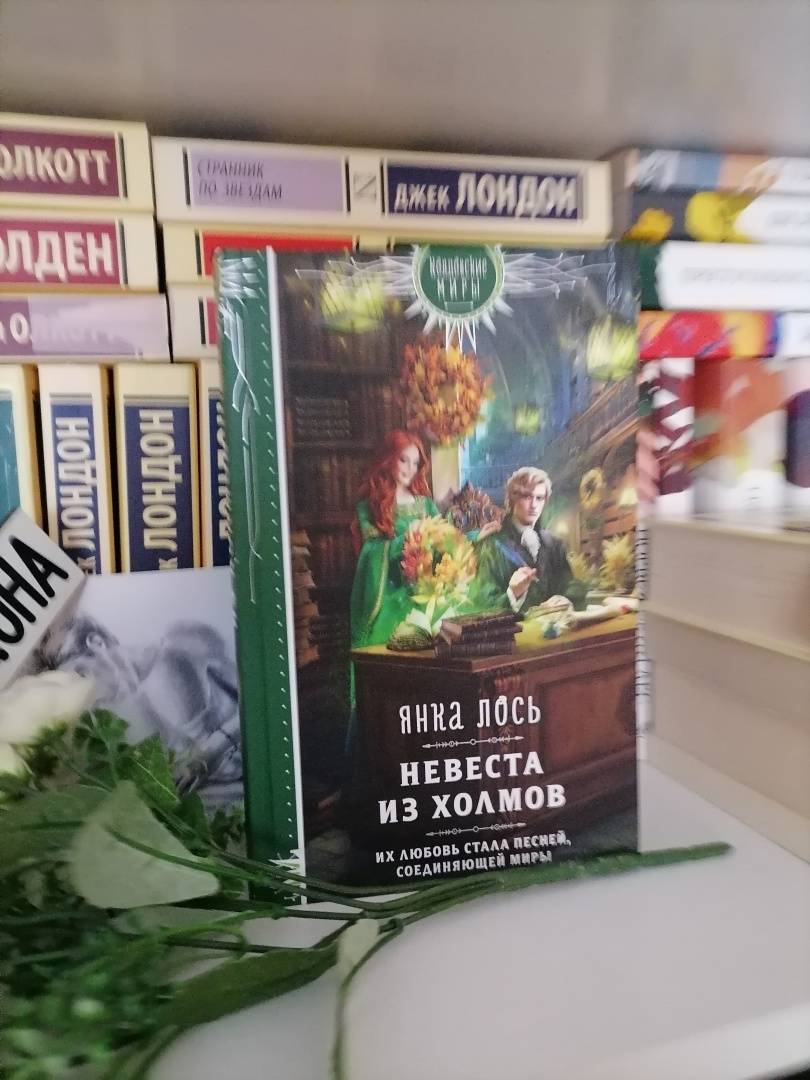 ОЛКОТТ
СТРАННИК
ПО ЗВЕЗДАМ
ДЖЕК ЛОНДОН
ОЛДЕН
ЛОНДОН
К ЛОНДОН
КОЛДОВСКИЕ
МИРЫ
ЯНКА ЛОСЬ
НЕВЕСТА
ИЗ ХОЛМОВ
ИХ ЛЮБОВЬ СТАЛА ПЕСНЕЙ,
СОЕДИНЯЮЩЕЙ МИРЫ
ОНА